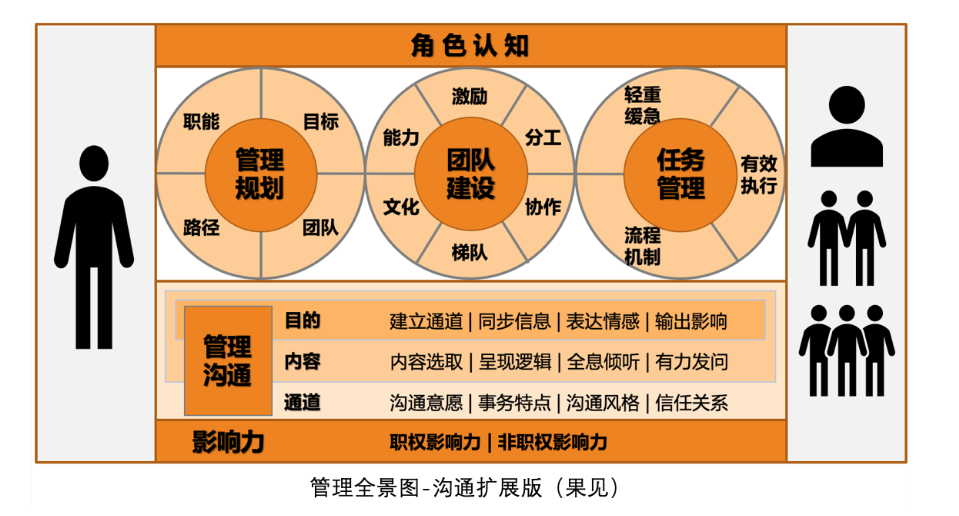 角色认知
职能
目标
管理
规划
路径
团队
激励
能力
分工
团队
建设
文化
协作
梯队
轻重
缓急
任务
管理
有效
执行
流程
机制
管理
沟通
目的 建立通道 | 同步信息 | 表达情感 | 输出影响
内容 内容选取 | 呈现逻辑 | 全息倾听 | 有力发问
通道 沟通意愿 | 事务特点 | 沟通风格 | 信任关系
影响力 职权影响力 | 非职权影响力
管理全景图-沟通扩展版（果见）